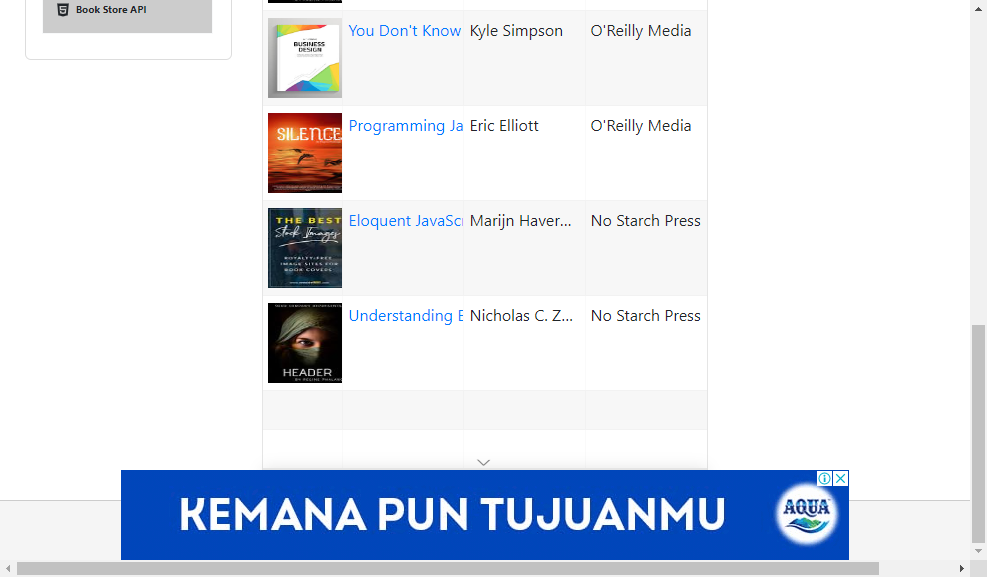 Book Store API
You Don't Know
Kyle Simpson
O'Reilly Media
BUSINESS
DESIGN
Programming Ja
Eric Elliott
O'Reilly Media
SILENCE
Eloquent JavaSc
Marijn Haver...
No Starch Press
THE BEST
Stock Images
ROYALTY-FREE
IMAGE SITES FOR
BOOK COVERS
Understanding E
Nicholas C. Z...
No Starch Press
HEADER
KEMANA PUN TUJUANMU
AQUA